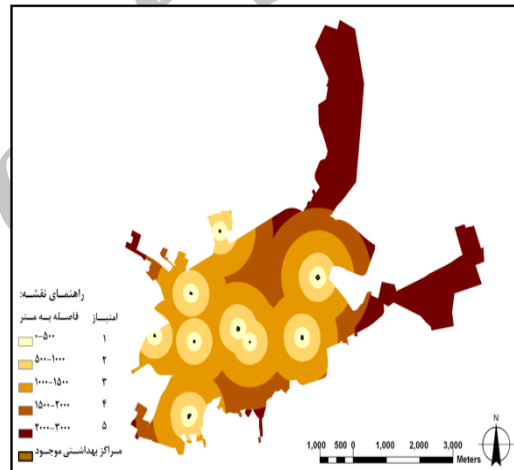 راهنمای نقشه:
امتیاز فاصله به متر
۱ ۰-۵۰۰
۲ ۵۰۰-۱۰۰۰
۳ ۱۰۰۰-۱۵۰۰
۴ ۱۵۰۰-۲۰۰۰
۵ ۲۰۰۰-۳۰۰۰
مراکز بهداشتی موجود
N
1,000 500 0 1,000 2,000 3,000
Meters